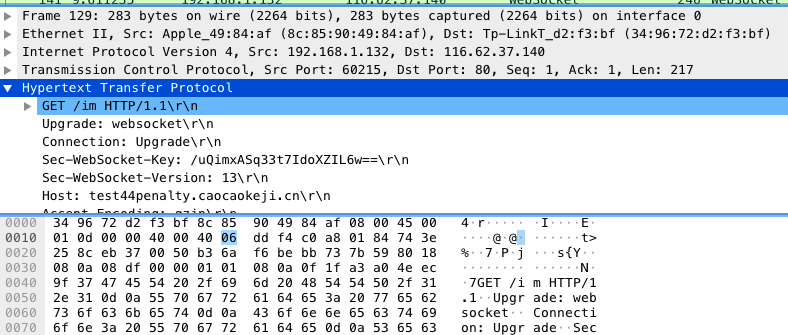 Frame 129: 283 bytes on wire (2264 bits), 283 bytes captured (2264 bits) on interface 0
Ethernet II, Src: Apple_49:84:af (8c:85:90:49:84:af), Dst: Tp-LinkT_d2:f3:bf (34:96:72:d2:f3:bf)
Internet Protocol Version 4, Src: 192.168.1.132, Dst: 116.62.37.140
Transmission Control Protocol, Src Port: 60215, Dst Port: 80, Seq: 1, Ack: 1, Len: 217
Hypertext Transfer Protocol
GET /im HTTP/1.1\r\n
Upgrade: websocket\r\n
Connection: Upgrade\r\n
Sec-WebSocket-Key: /uQimxASq33t7IdoXZIL6w==\r\n
Sec-WebSocket-Version: 13\r\n
Host: test44penalty.caocaokeji.cn\r\n
Accept-Encoding: gzip\r\n
0000 34 96 72 d2 f3 bf 8c 85 90 49 84 af 08 00 45 00 4·r····· ·I····E·
0010 01 0d 00 00 40 00 40 06 dd f4 c0 a8 01 84 74 3e ····@·@· ······t>
0020 25 8c eb 37 00 50 b3 6a f6 be bb 73 7b 59 80 18 %··7·P·j ···s{Y··
0030 08 0a 08 df 00 00 01 01 08 0a 0f 1f a3 a0 4e ec ········ ······N·
0040 9f 37 47 45 54 20 2f 69 6d 20 48 54 54 50 2f 31 ·7GET /i m HTTP/1
0050 2e 31 0d 0a 55 70 67 72 61 64 65 3a 20 77 65 62 .1··Upgr ade: web
0060 73 6f 63 6b 65 74 0d 0a 43 6f 6e 6e 65 63 74 69 socket·· Connecti
0070 6f 6e 3a 20 55 70 67 72 61 64 65 0d 0a 53 65 63 on: Upgr ade··Sec